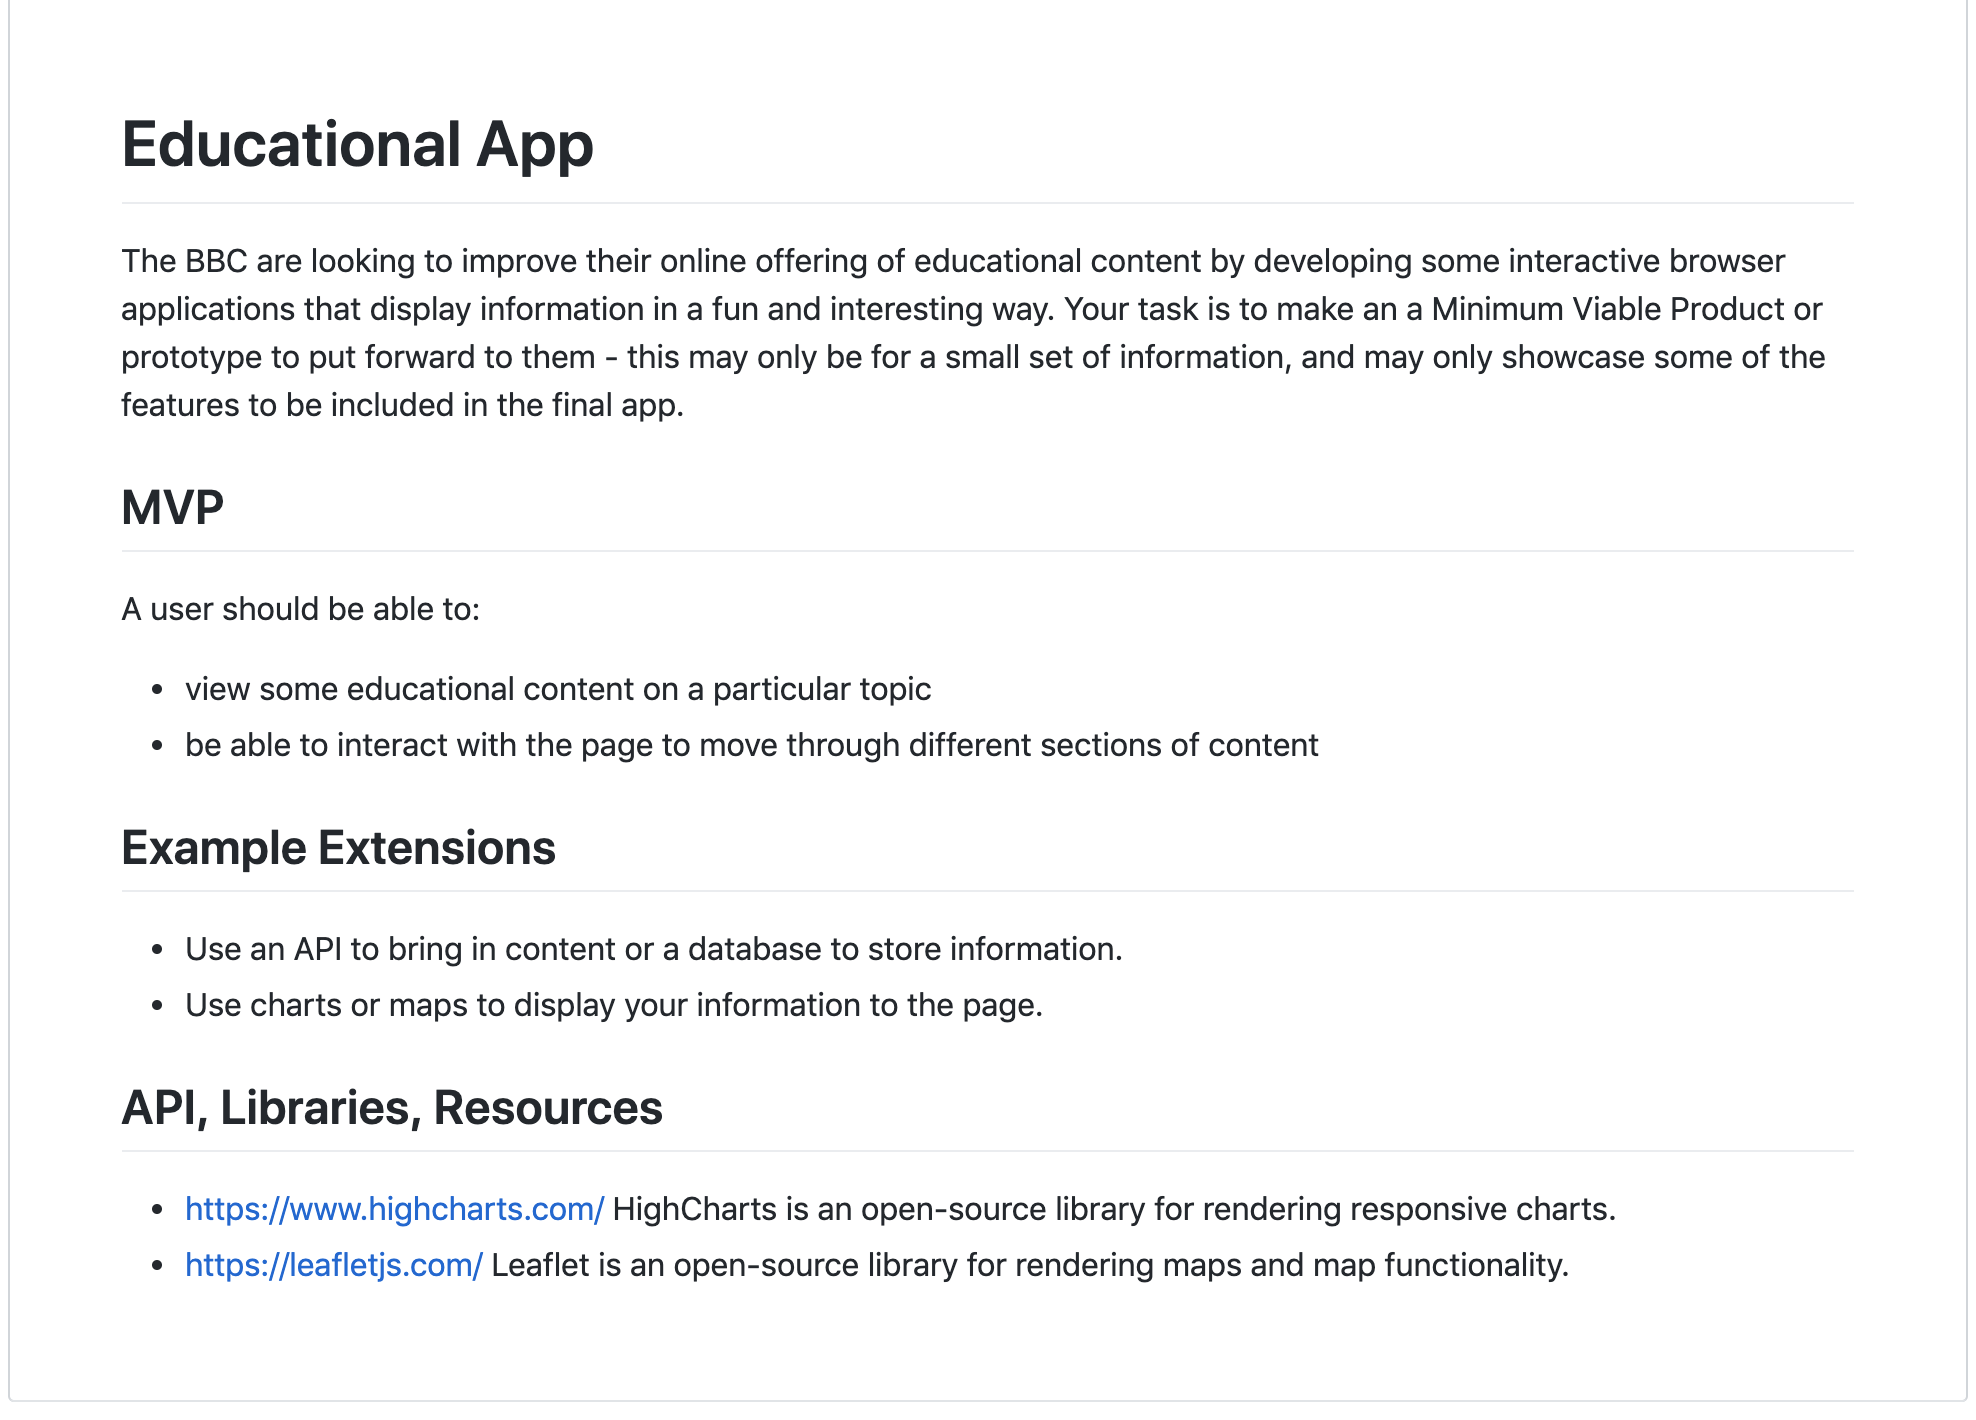 Educational App
The BBC are looking to improve their online offering of educational content by developing some interactive browser
applications that display information in a fun and interesting way. Your task is to make an a Minimum Viable Product or
prototype to put forward to them - this may only be for a small set of information, and may only showcase some of the
features to be included in the final app.
MVP
A user should be able to:
• view some educational content on a particular topic
• be able to interact with the page to move through different sections of content
Example Extensions
• Use an API to bring in content or a database to store information.
• Use charts or maps to display your information to the page.
API, Libraries, Resources
• https://www.highcharts.com/ HighCharts is an open-source library for rendering responsive charts.
• https://leafletjs.com/ Leaflet is an open-source library for rendering maps and map functionality.